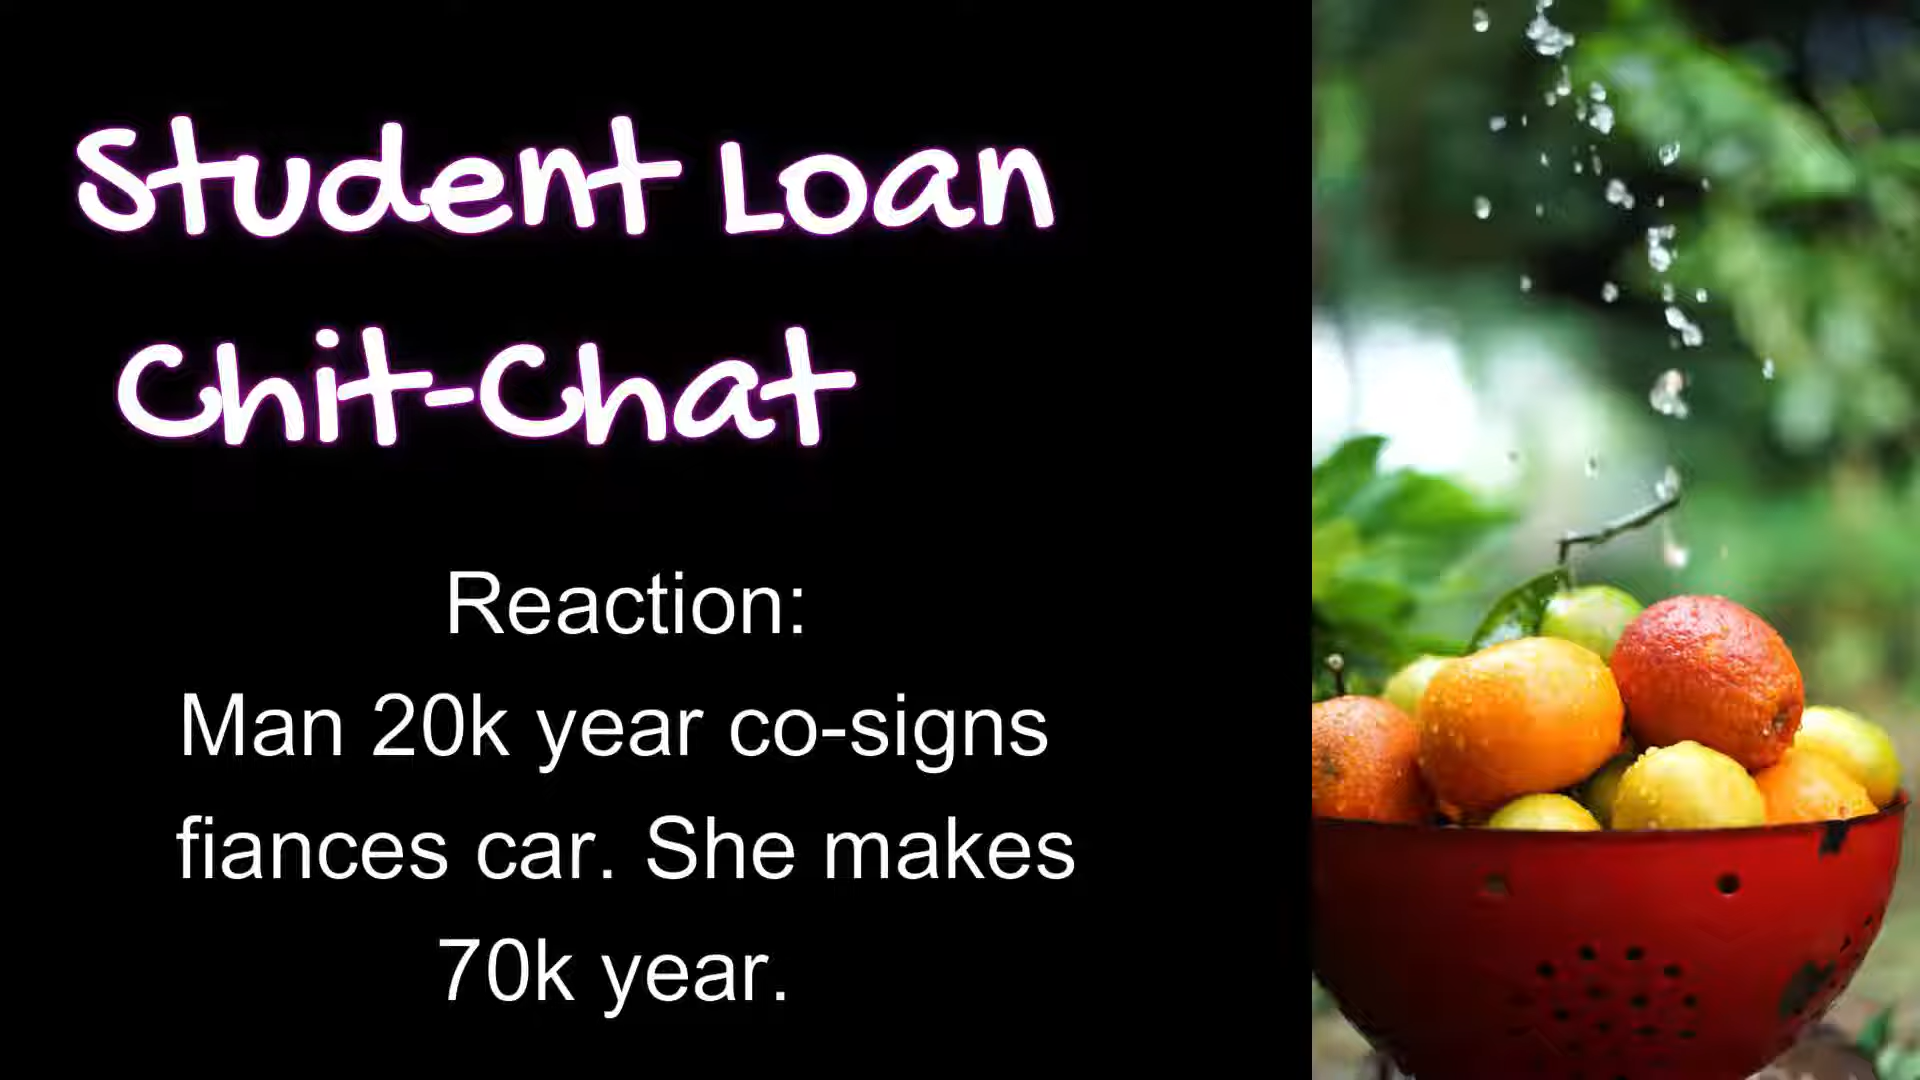 Student Loan
Chit-Chat
Reaction:
Man 20k year co-signs
fiances car. She makes
70k year.